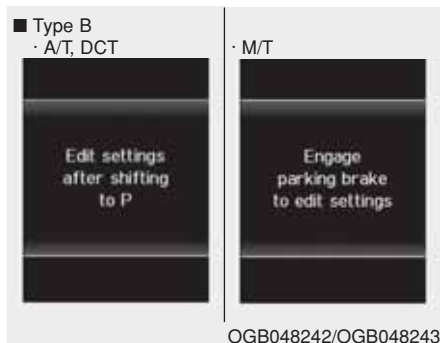 ■ Type B
· A/T, DCT
· M/T
Edit settings
after shifting
to P
Engage
parking brake
to edit settings
OGB048242/OGB048243